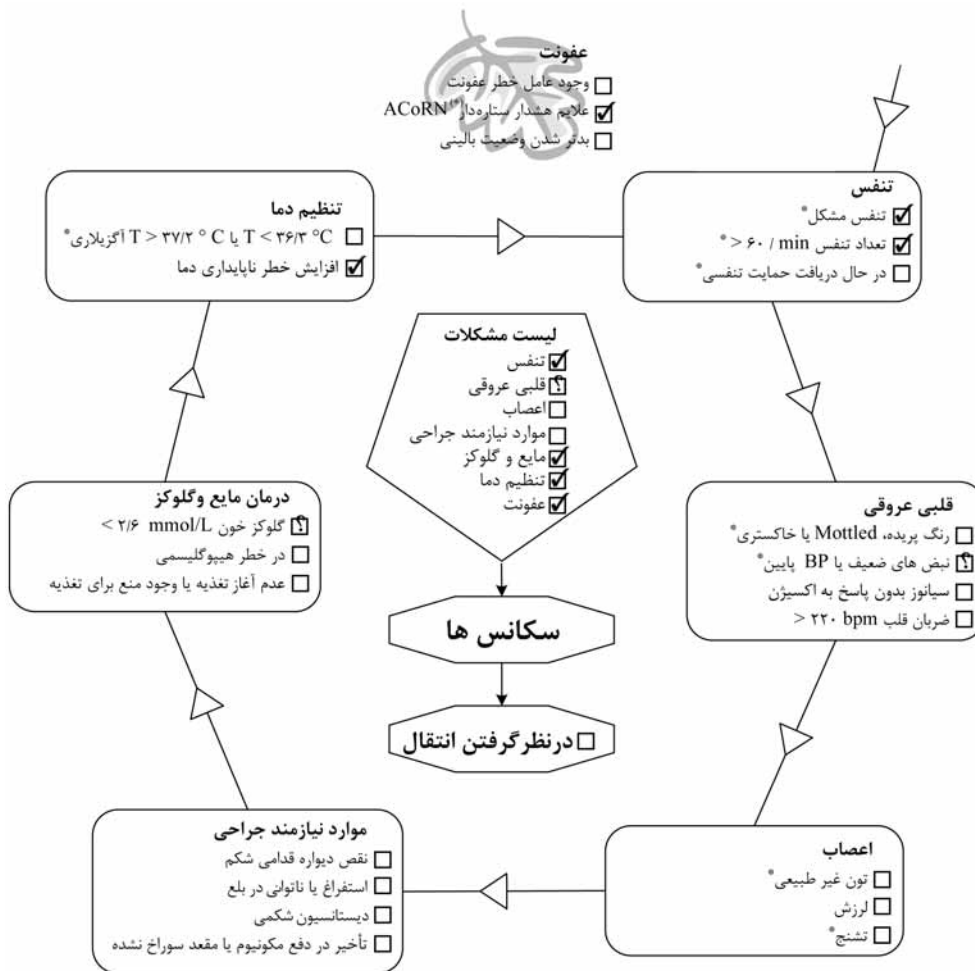 عفونت
وجود عامل خطر عفونت
علایم هشدار ستاره‌دار(*) ACoRN
بدتر شدن وضعیت بالینی
تنفس
تنفس مشکل*
تعداد تنفس ۶۰ / min < *
در حال دریافت حمایت تنفسی*
تنظیم دما
T < ۳۶/۳ °C یا T > ۳۷/۲ °C آگزیلاری*
افزایش خطر ناپایداری دما
لیست مشکلات
تنفس
؟ قلبی عروقی
اعصاب
موارد نیازمند جراحی
مایع و گلوکز
تنظیم دما
عفونت
قلبی عروقی
رنگ پریده، Mottled یا خاکستری*
؟ نبض های ضعیف یا BP پایین*
سیانوز بدون پاسخ به اکسیژن
ضربان قلب ۲۲۰ bpm <
درمان مایع وگلوکز
؟ گلوکز خون ۲/۶ mmol/L >
در خطر هیپوگلیسمی
عدم آغاز تغذیه یا وجود منع برای تغذیه
سکانس ها
درنظرگرفتن انتقال
اعصاب
تون غیر طبیعی*
لرزش
تشنج*
موارد نیازمند جراحی
نقص دیواره قدامی شکم
استفراغ یا ناتوانی در بلع
دیستانسیون شکمی
تأخیر در دفع مکونیوم یا مقعد سوراخ نشده